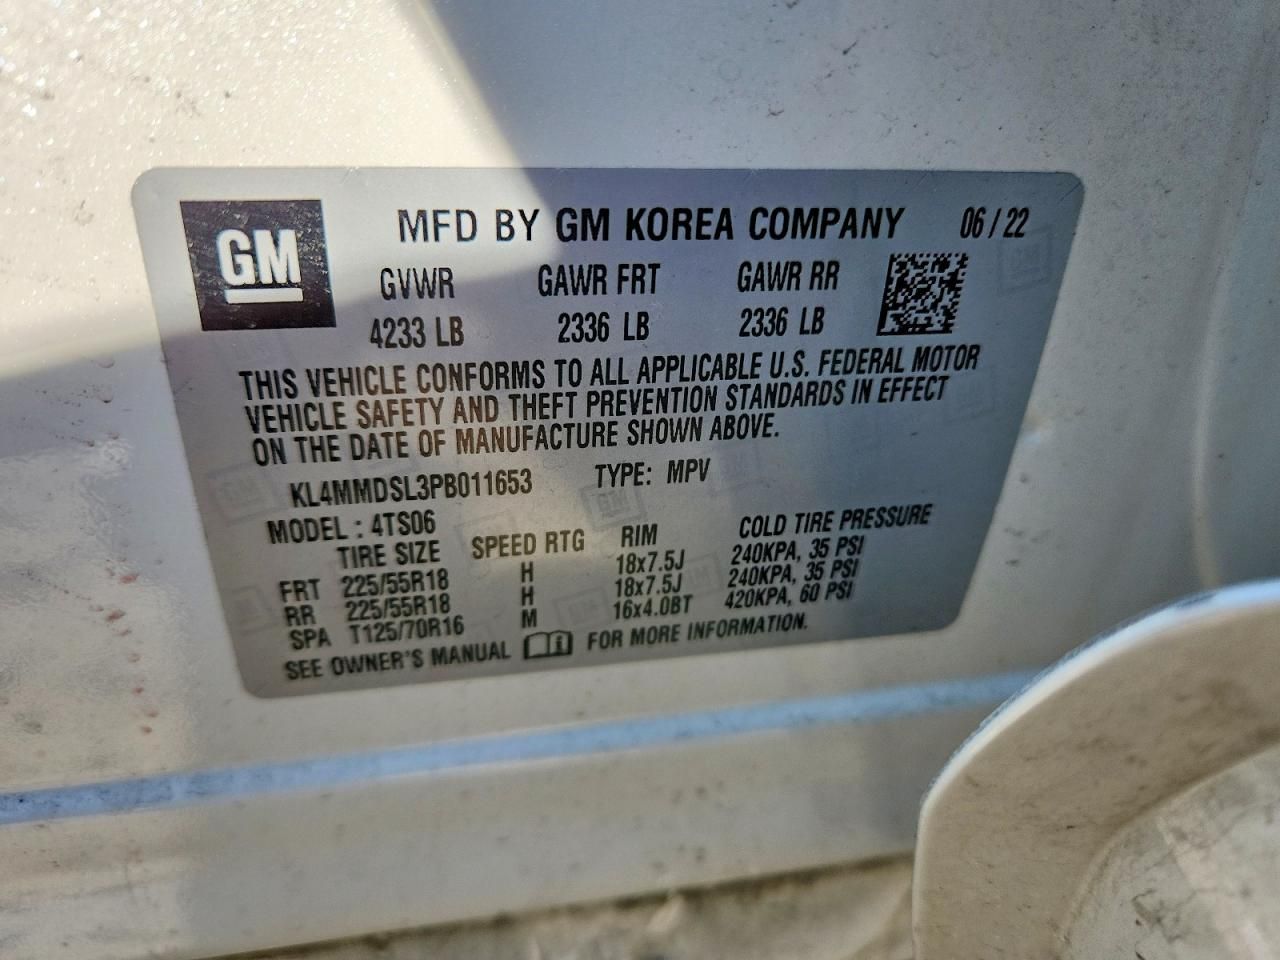 GM MFD BY GM KOREA COMPANY 06 / 22
GVWR GAWR FRT GAWR RR
4233 LB 2336 LB 2336 LB
THIS VEHICLE CONFORMS TO ALL APPLICABLE U.S. FEDERAL MOTOR
VEHICLE SAFETY AND THEFT PREVENTION STANDARDS IN EFFECT
ON THE DATE OF MANUFACTURE SHOWN ABOVE.
KL4MMDSL3PB011653 TYPE: MPV
MODEL : 4TS06
TIRE SIZE SPEED RTG RIM COLD TIRE PRESSURE
FRT 225/55R18 H 18x7.5J 240KPA, 35 PSI
RR 225/55R18 H 18x7.5J 240KPA, 35 PSI
SPA T125/70R16 M 16x4.0BT 420KPA, 60 PSI
SEE OWNER'S MANUAL FOR MORE INFORMATION.